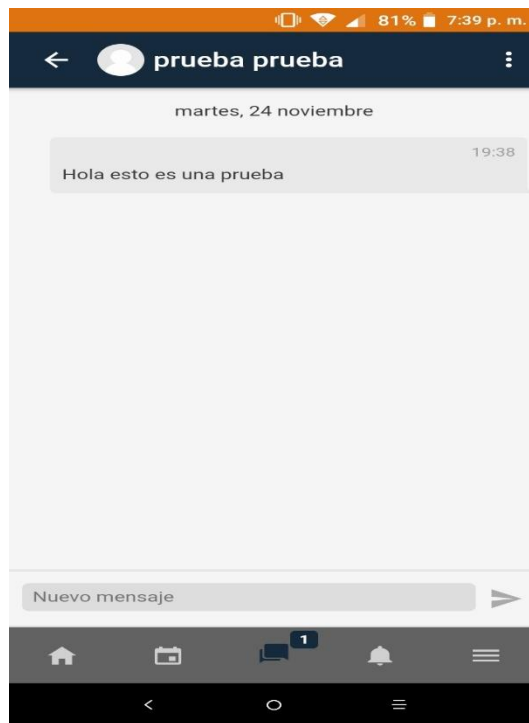 81% 7:39 p. m.
prueba prueba
martes, 24 noviembre
19:38
Hola esto es una prueba
Nuevo mensaje
1